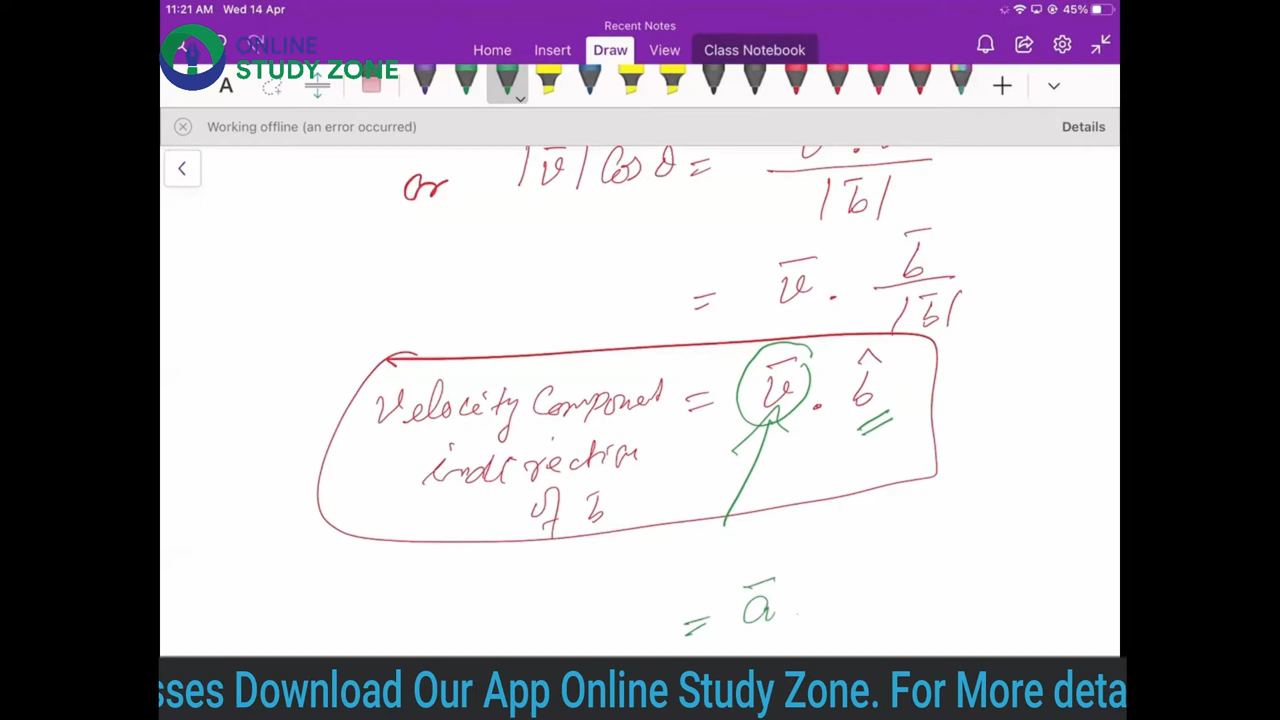 11:21 AM Wed 14 Apr
45%
Recent Notes
Home Insert Draw View Class Notebook
ONLINE
STUDY ZONE
A
Working offline (an error occurred)
Details
or |v̄| Cos θ = / |b̄|
= v̄ . b̄ / |b̄|
Velocity Component = v̄ . b̂
in direction
of b̄
= ā
sses Download Our App Online Study Zone. For More deta